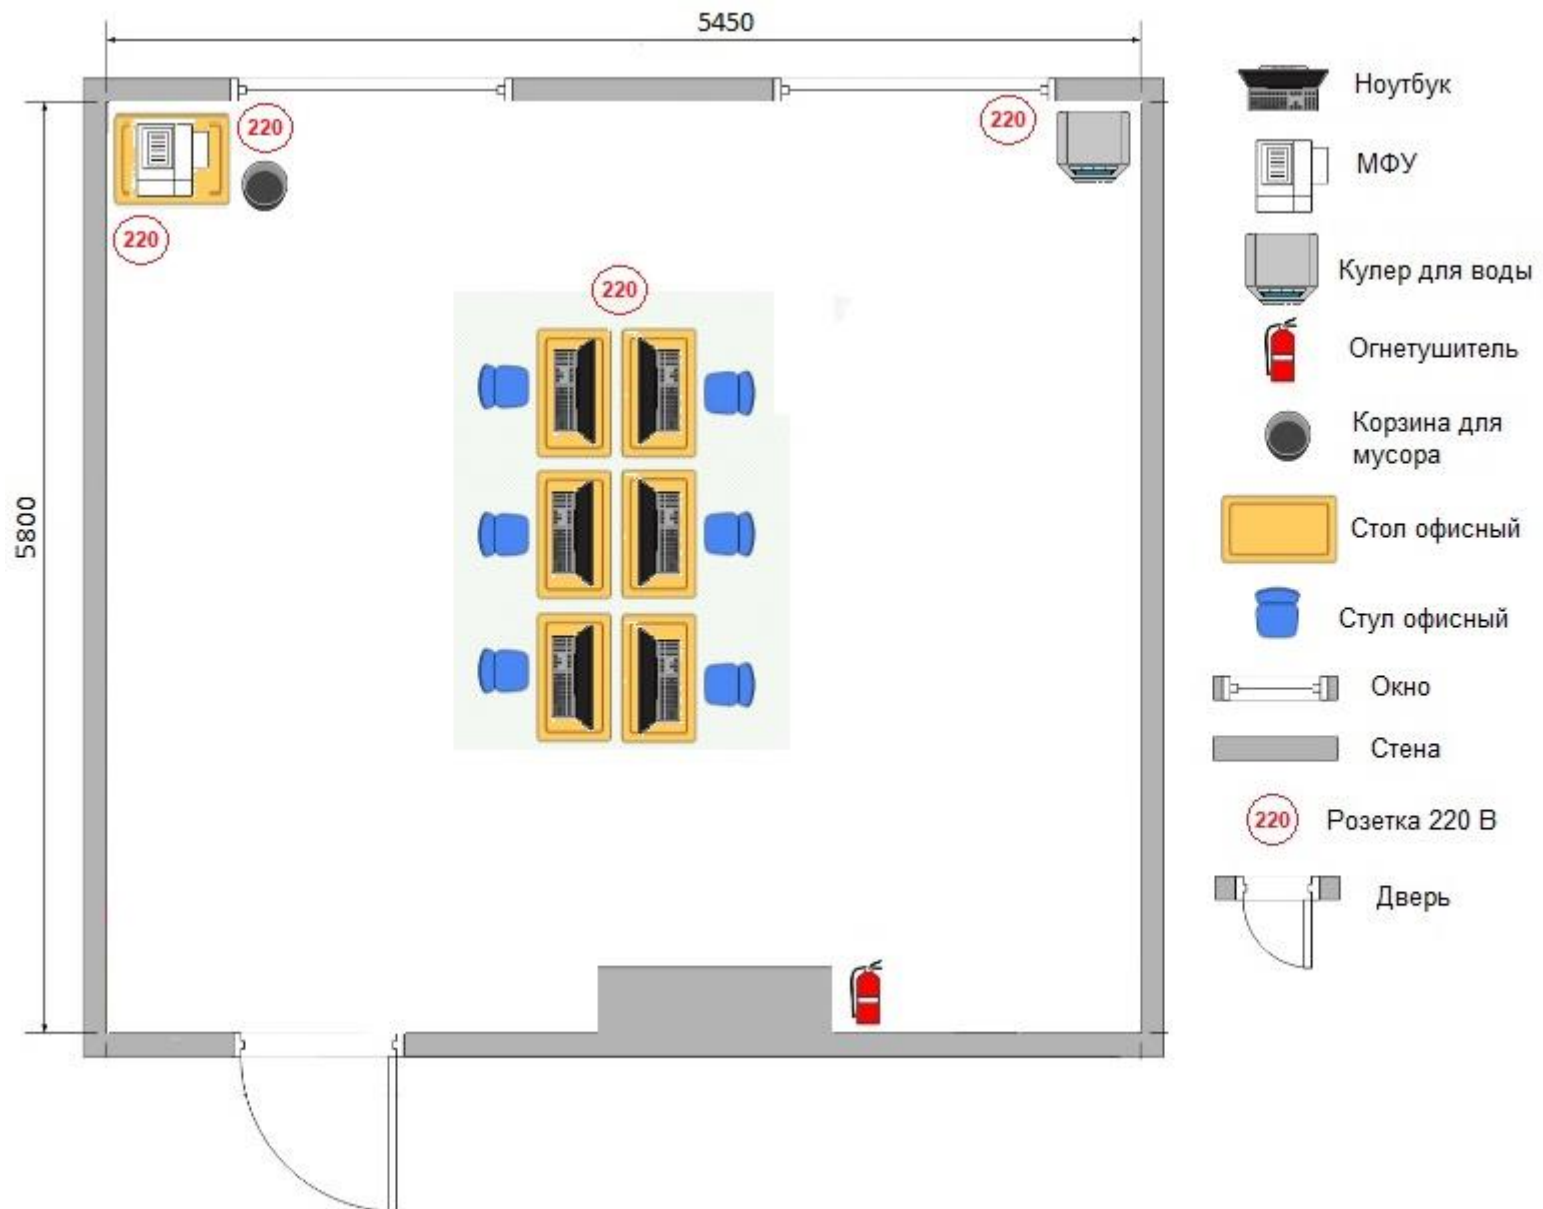 5450
220
220
220
220
5800
Ноутбук
МФУ
Кулер для воды
Огнетушитель
Корзина для
мусора
Стол офисный
Стул офисный
Окно
Стена
220
Розетка 220 В
Дверь